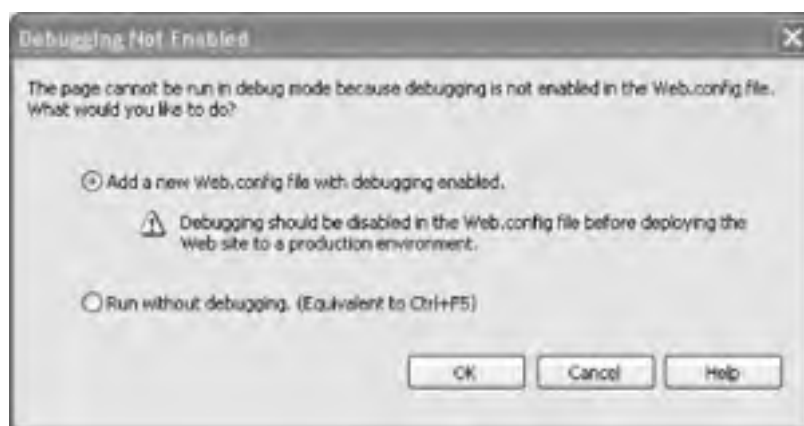 Debugging Not Enabled
The page cannot be run in debug mode because debugging is not enabled in the Web.config file.
What would you like to do?
Add a new Web.config file with debugging enabled.
Debugging should be disabled in the Web.config file before deploying the
Web site to a production environment.
Run without debugging. (Equivalent to Ctrl+F5)
OK Cancel Help